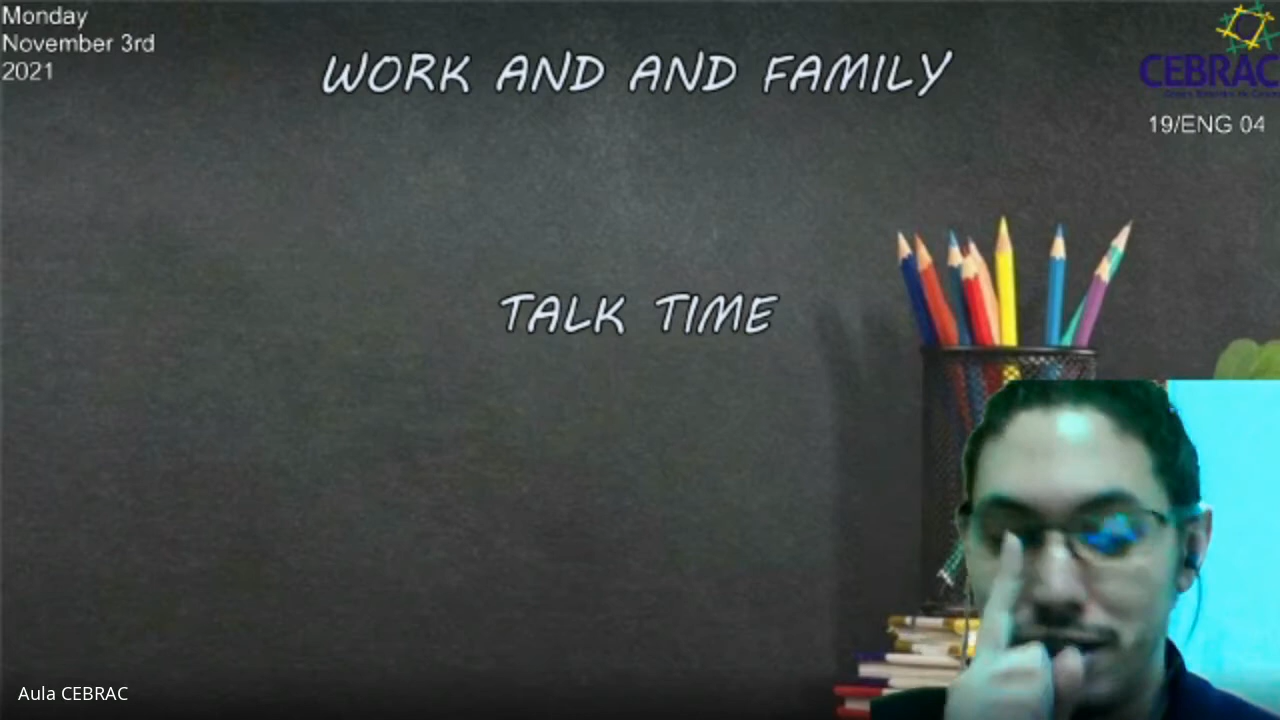 Monday
November 3rd
2021
WORK AND AND FAMILY
CEBRAC
19/ENG 04
TALK TIME
Aula CEBRAC